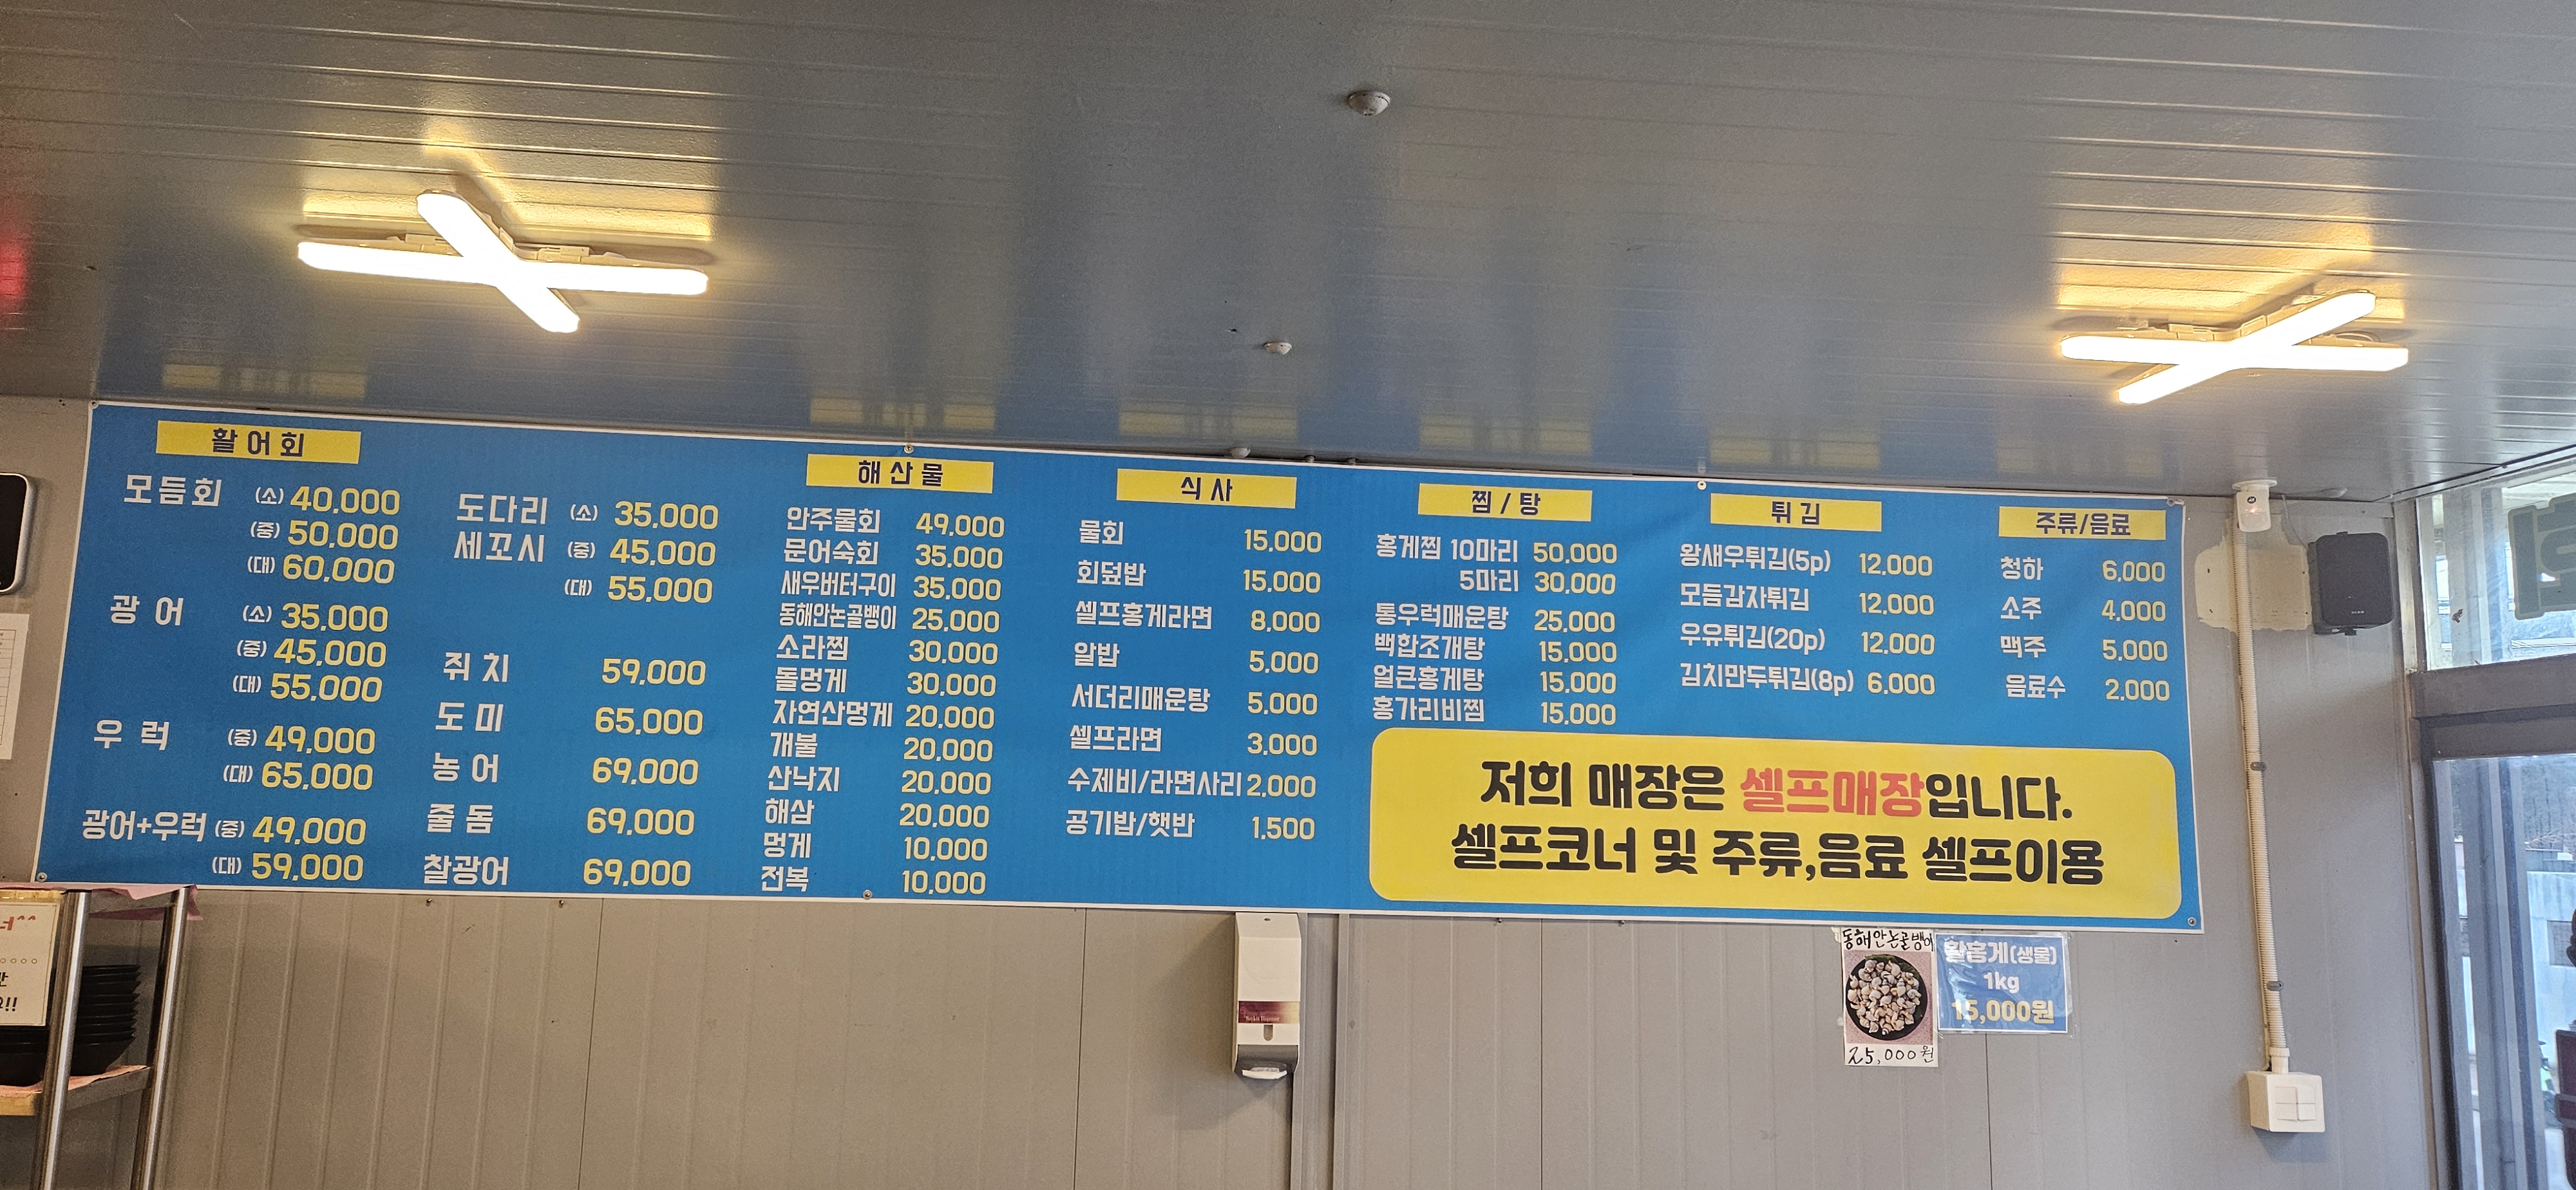 활어회
모듬회 (소) 40,000
(중) 50,000
(대) 60,000
광어 (소) 35,000
(중) 45,000
(대) 55,000
우럭 (중) 49,000
(대) 65,000
광어+우럭 (중) 49,000
(대) 59,000
도다리 (소) 35,000
세꼬시 (중) 45,000
(대) 55,000
쥐치 59,000
도미 65,000
농어 69,000
줄돔 69,000
찰광어 69,000
해산물
안주물회 49,000
문어숙회 35,000
새우버터구이 35,000
동해안논골뱅이 25,000
소라찜 30,000
돌멍게 30,000
자연산멍게 20,000
개불 20,000
산낙지 20,000
해삼 20,000
멍게 10,000
전복 10,000
식사
물회 15,000
회덮밥 15,000
셀프홍게라면 8,000
알밥 5,000
서더리매운탕 5,000
셀프라면 3,000
수제비/라면사리 2,000
공기밥/햇반 1,500
찜/탕
홍게찜 10마리 50,000
5마리 30,000
통우럭매운탕 25,000
백합조개탕 15,000
얼큰홍게탕 15,000
홍가리비찜 15,000
튀김
왕새우튀김(5p) 12,000
모듬감자튀김 12,000
우유튀김(20p) 12,000
김치만두튀김(8p) 6,000
주류/음료
청하 6,000
소주 4,000
맥주 5,000
음료수 2,000
저희 매장은 셀프매장입니다.
셀프코너 및 주류,음료 셀프이용
동해안논골뱅이
25,000원
활홍게(생물)
1kg
15,000원